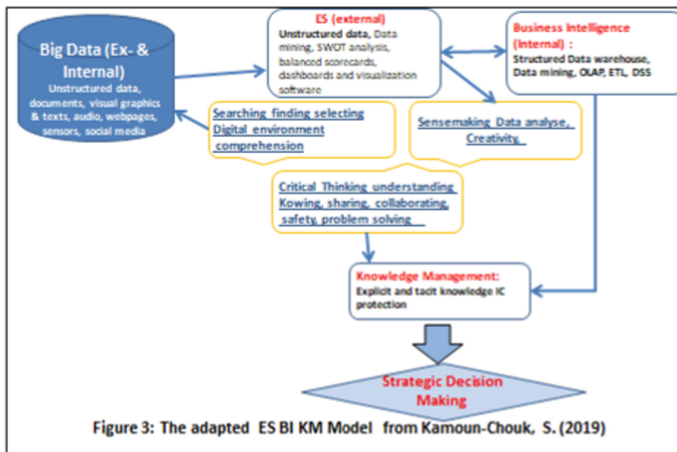 Big Data (Ex- &
Internal)
Unstructured data,
documents, visual graphics
& texts, audio, webpages,
sensors, social media
ES (external)
Unstructured data, Data
mining, SWOT analysis,
balanced scorecards,
dashboards and visualization
software
Business Intelligence
(Internal) :
Structured Data warehouse,
Data mining, OLAP, ETL, DSS
Searching finding selecting
Digital environment
comprehension
Sensemaking Data analyse,
Creativity,
Critical Thinking understanding
Kowing, sharing, collaborating,
safety, problem solving
Knowledge Management:
Explicit and tacit knowledge IC
protection
Strategic Decision
Making
Figure 3: The adapted ES BI KM Model from Kamoun-Chouk, S. (2019)